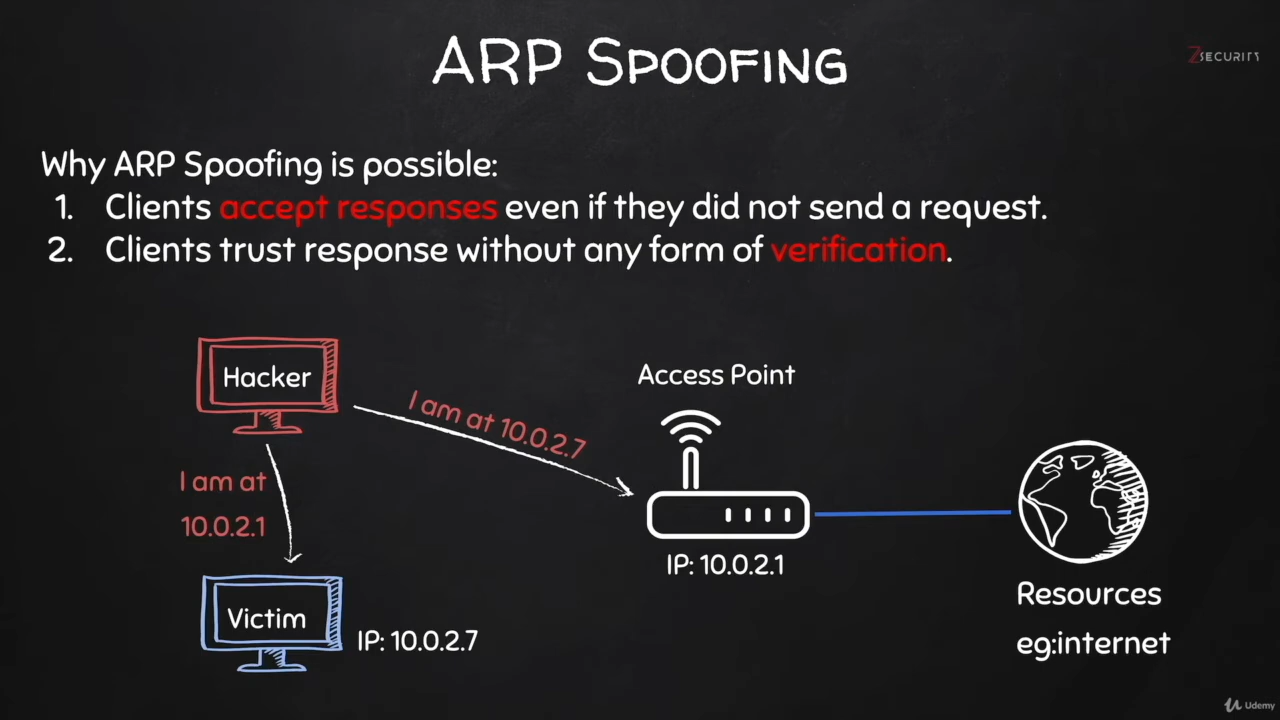 ARP SPOOFING
ZSECURITY
Why ARP Spoofing is possible:
1. Clients accept responses even if they did not send a request.
2. Clients trust response without any form of verification.
Hacker
I am at 10.0.2.7
Access Point
I am at
10.0.2.1
IP: 10.0.2.1
Victim
IP: 10.0.2.7
Resources
eg:internet
Udemy